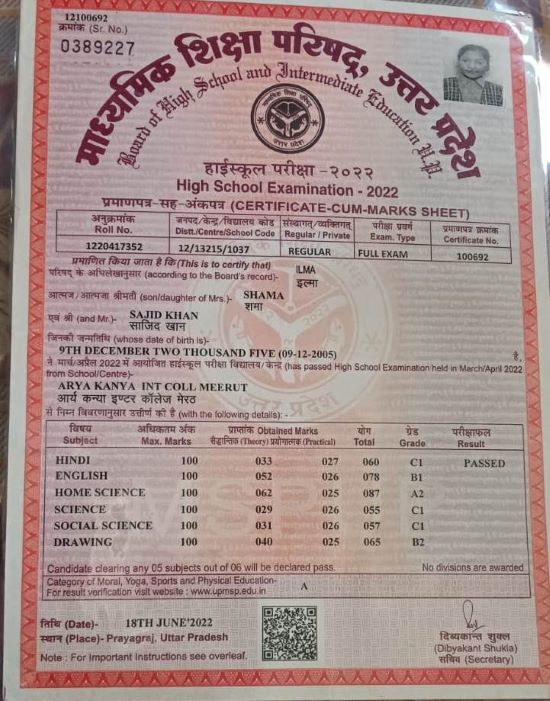 12100692
क्रमांक (Sr. No.)
0389227
माध्यमिक शिक्षा परिषद, उत्तर प्रदेश
Board of High School and Intermediate Education U.P.
माध्यमिक शिक्षा परिषद
उत्तर प्रदेश
हाईस्कूल परीक्षा - २०२२
High School Examination - 2022
प्रमाणपत्र-सह-अंकपत्र (CERTIFICATE-CUM-MARKS SHEET)
अनुक्रमांक जनपद/केन्द्र/विद्यालय कोड संस्थागत/व्यक्तिगत परीक्षा प्रवर्ग प्रमाणपत्र क्रमांक
Roll No. Distt./Centre/School Code Regular / Private Exam. Type Certificate No.
1220417352 12/13215/1037 REGULAR FULL EXAM 100692
प्रमाणित किया जाता है कि (This is to certify that) ILMA
परिषद के अभिलेखानुसार (according to the Board's record)- इल्मा
आत्मज/आत्मजा श्रीमती (son/daughter of Mrs.)- SHAMA
शमा
एवं श्री (and Mr.)- SAJID KHAN
साजिद खान
जिनकी जन्मतिथि (whose date of birth is)-
9TH DECEMBER TWO THOUSAND FIVE (09-12-2005) है,
ने मार्च/अप्रैल 2022 में आयोजित हाईस्कूल परीक्षा विद्यालय/केन्द्र (has passed High School Examination held in March/April 2022
from School/Centre)-
ARYA KANYA INT COLL MEERUT
आर्य कन्या इण्टर कॉलेज मेरठ
से निम्न विवरणानुसार उत्तीर्ण की है (with the following details): -
विषय अधिकतम अंक प्राप्तांक Obtained Marks योग ग्रेड परीक्षाफल
Subject Max. Marks सैद्धान्तिक (Theory) प्रयोगात्मक (Practical) Total Grade Result
HINDI 100 033 027 060 C1 PASSED
ENGLISH 100 052 026 078 B1
HOME SCIENCE 100 062 025 087 A2
SCIENCE 100 029 026 055 C1
SOCIAL SCIENCE 100 031 026 057 C1
DRAWING 100 040 025 065 B2
Candidate clearing any 05 subjects out of 06 will be declared pass. No divisions are awarded
Category of Moral, Yoga, Sports and Physical Education- A
For result verification visit website : www.upmsp.edu.in
तिथि (Date)- 18TH JUNE'2022
स्थान (Place)- Prayagraj, Uttar Pradesh
दिव्यकान्त शुक्ल
(Dibyakant Shukla)
सचिव (Secretary)
Note : For Important Instructions see overleaf.